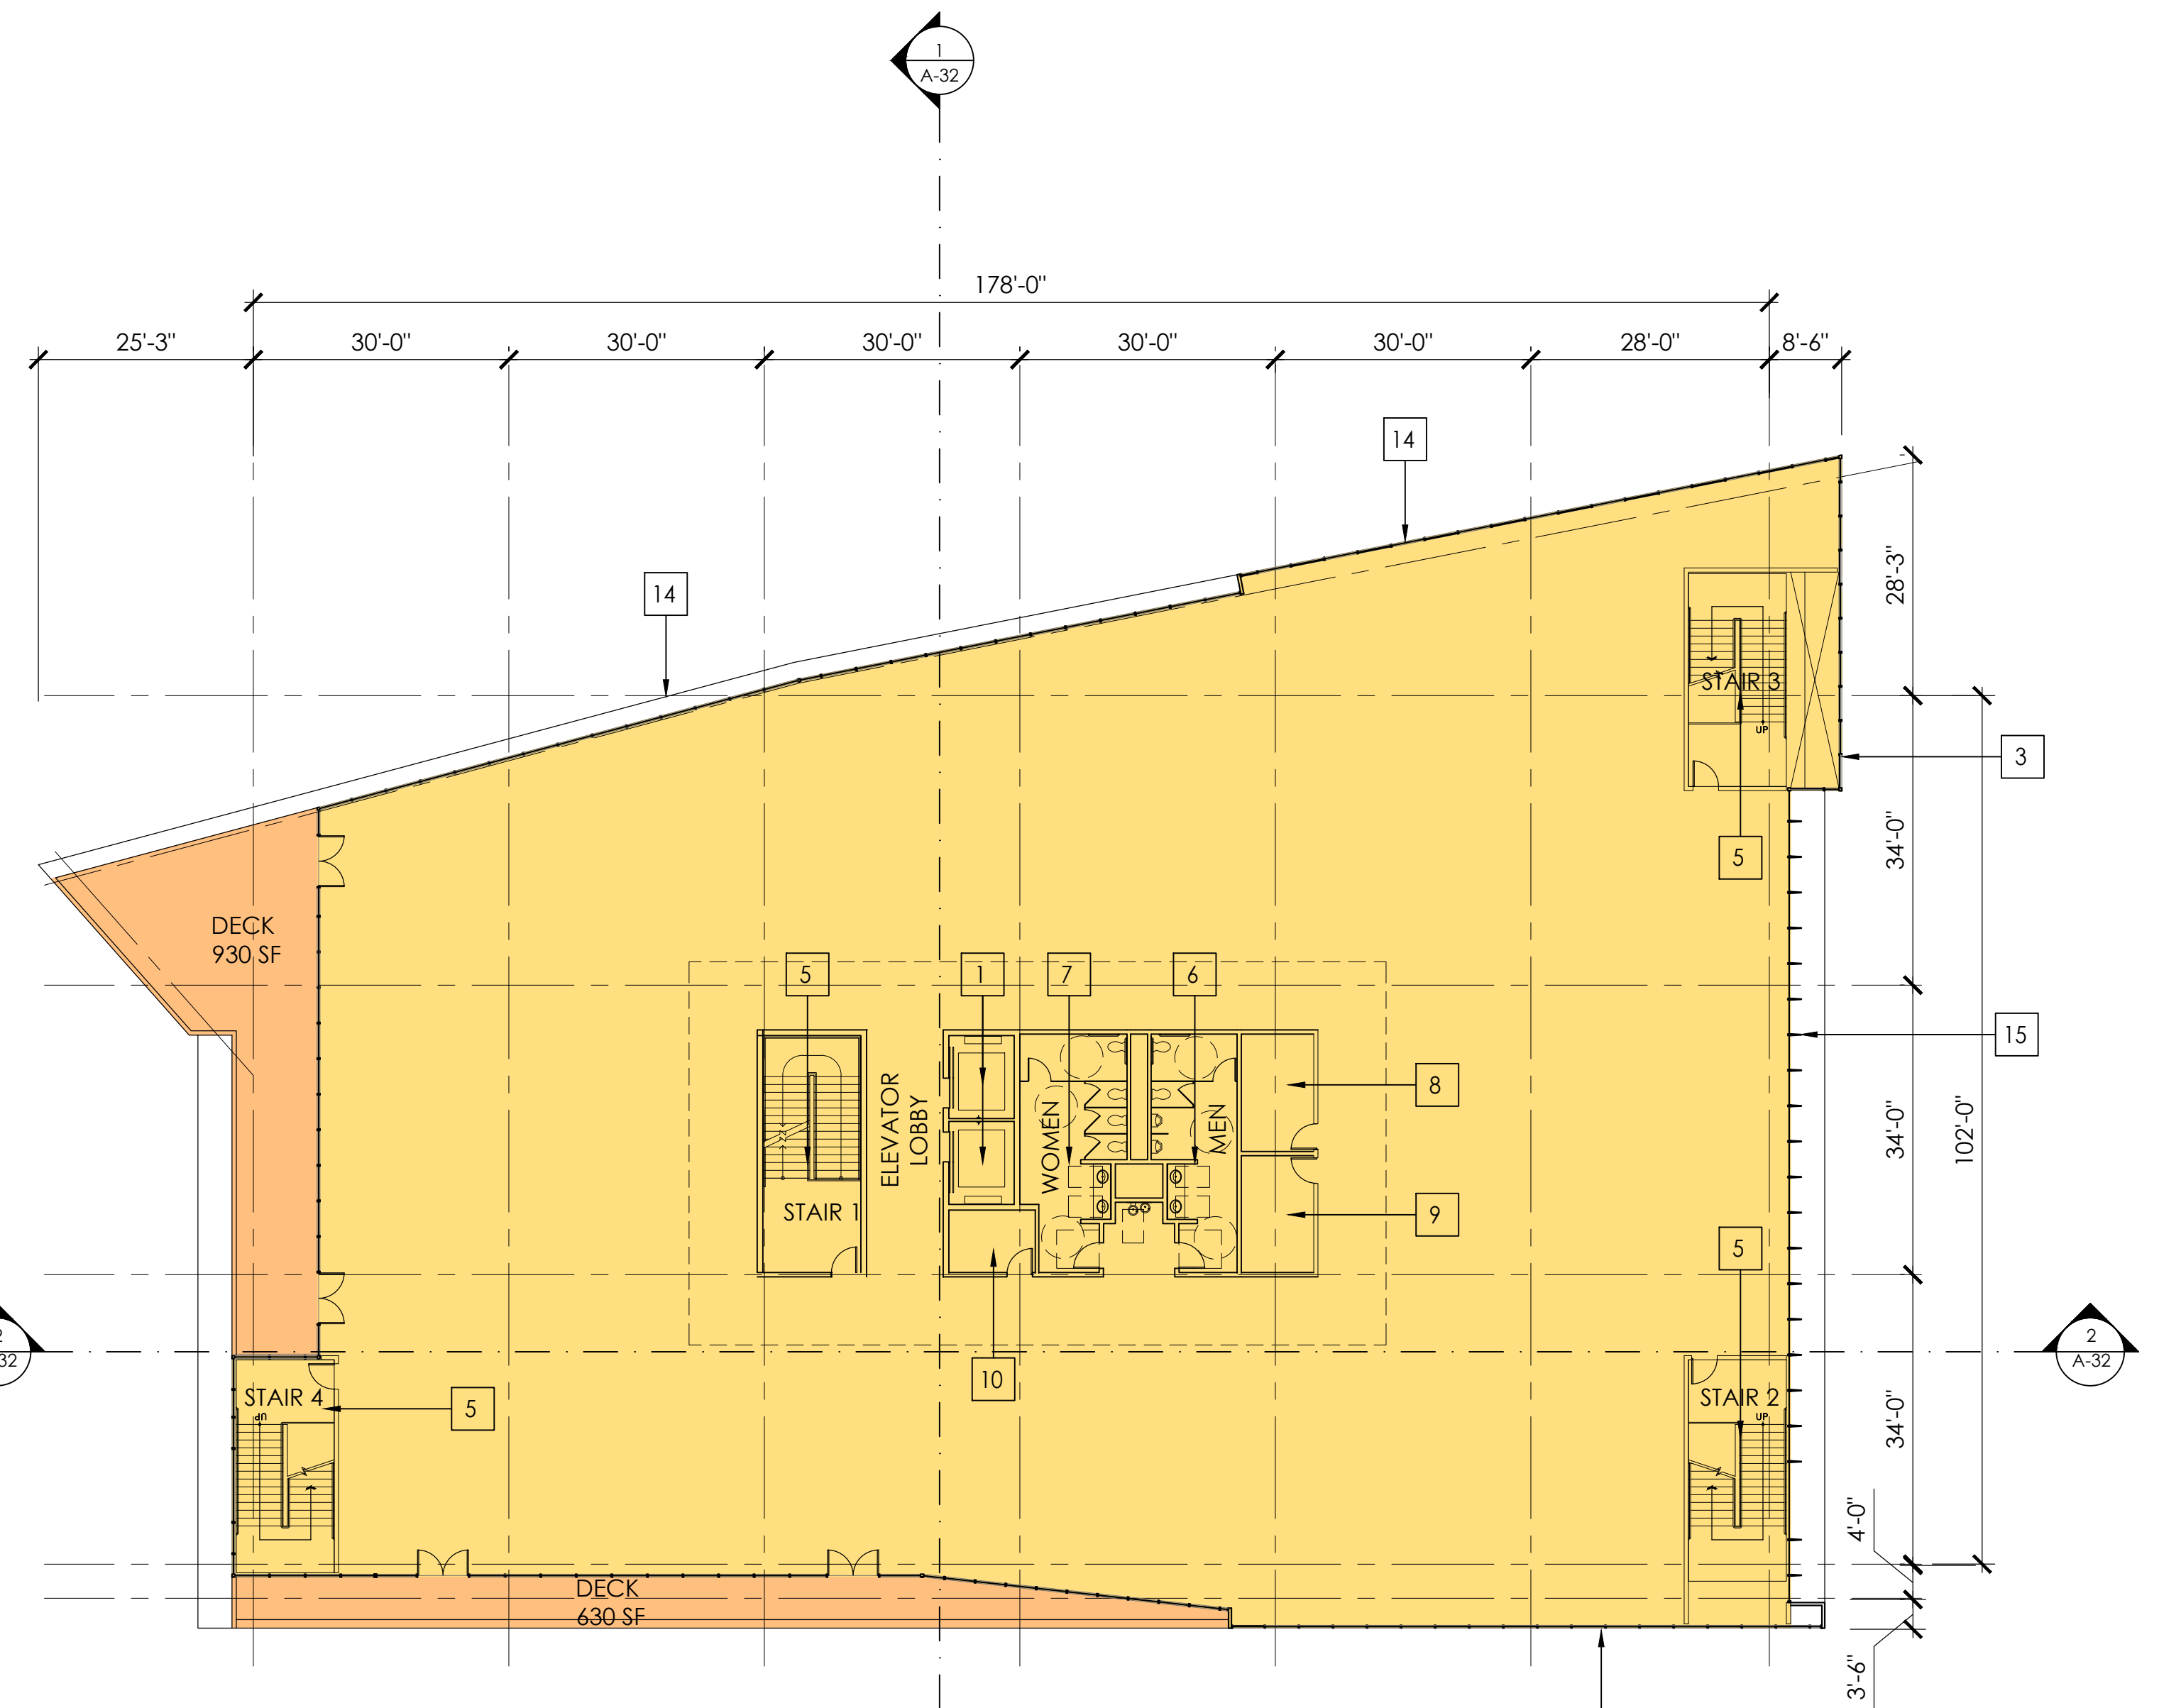 1
A-32
178'-0"
25'-3"
30'-0"
30'-0"
30'-0"
30'-0"
30'-0"
28'-0"
8'-6"
14
14
28'-3"
STAIR 3
UP
3
5
34'-0"
DECK
930 SF
5
1
7
6
15
8
ELEVATOR
LOBBY
WOMEN
MEN
34'-0"
102'-0"
STAIR 1
9
5
2
32
10
2
A-32
STAIR 4
UP
5
STAIR 2
UP
34'-0"
4'-0"
DECK
630 SF
3'-6"